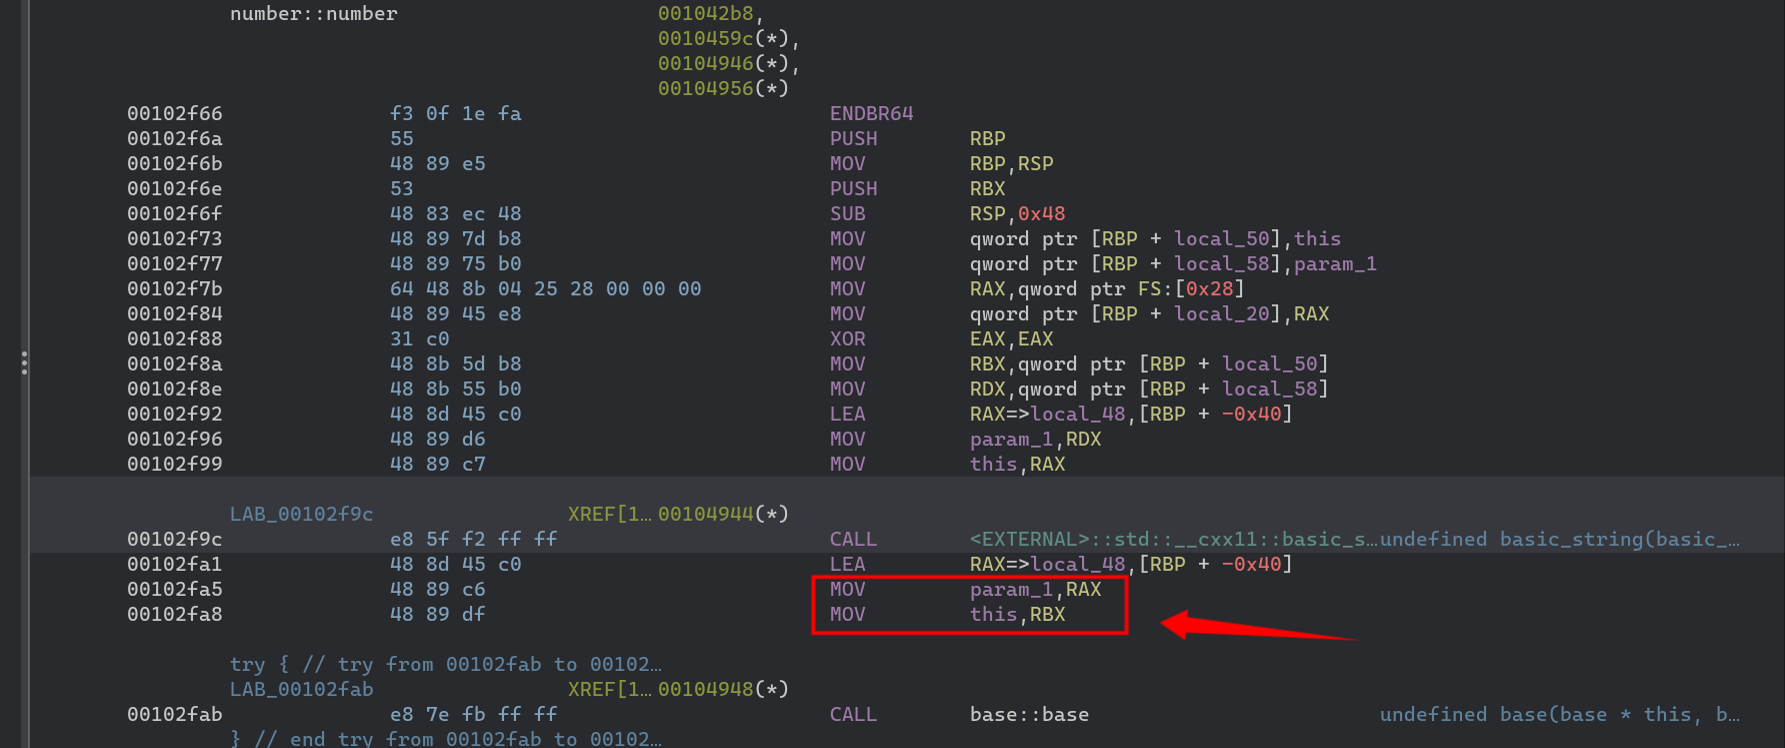 number::number 001042b8,
0010459c(*),
00104946(*),
00104956(*)
00102f66 f3 0f 1e fa ENDBR64
00102f6a 55 PUSH RBP
00102f6b 48 89 e5 MOV RBP,RSP
00102f6e 53 PUSH RBX
00102f6f 48 83 ec 48 SUB RSP,0x48
00102f73 48 89 7d b8 MOV qword ptr [RBP + local_50],this
00102f77 48 89 75 b0 MOV qword ptr [RBP + local_58],param_1
00102f7b 64 48 8b 04 25 28 00 00 00 MOV RAX,qword ptr FS:[0x28]
00102f84 48 89 45 e8 MOV qword ptr [RBP + local_20],RAX
00102f88 31 c0 XOR EAX,EAX
00102f8a 48 8b 5d b8 MOV RBX,qword ptr [RBP + local_50]
00102f8e 48 8b 55 b0 MOV RDX,qword ptr [RBP + local_58]
00102f92 48 8d 45 c0 LEA RAX=>local_48,[RBP + -0x40]
00102f96 48 89 d6 MOV param_1,RDX
00102f99 48 89 c7 MOV this,RAX
LAB_00102f9c XREF[1… 00104944(*)
00102f9c e8 5f f2 ff ff CALL <EXTERNAL>::std::__cxx11::basic_s…undefined basic_string(basic_…
00102fa1 48 8d 45 c0 LEA RAX=>local_48,[RBP + -0x40]
00102fa5 48 89 c6 MOV param_1,RAX
00102fa8 48 89 df MOV this,RBX
try { // try from 00102fab to 00102…
LAB_00102fab XREF[1… 00104948(*)
00102fab e8 7e fb ff ff CALL base::base undefined base(base * this, b…
} // end try from 00102fab to 00102…